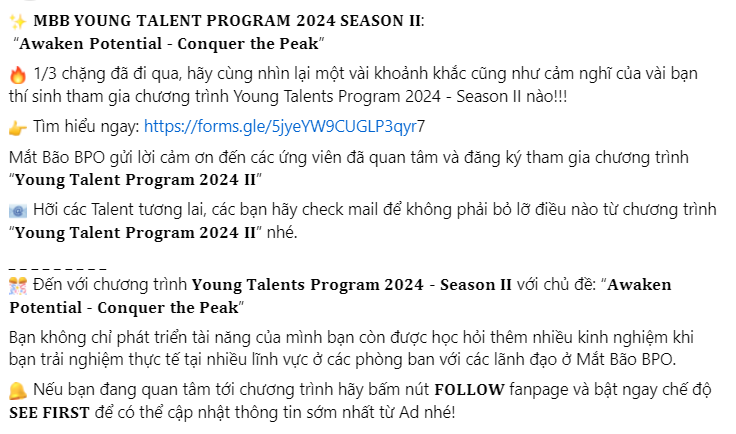 ✨ MBB YOUNG TALENT PROGRAM 2024 SEASON II:
“Awaken Potential - Conquer the Peak”
🔥 1/3 chặng đã đi qua, hãy cùng nhìn lại một vài khoảnh khắc cũng như cảm nghĩ của vài bạn
thí sinh tham gia chương trình Young Talents Program 2024 - Season II nào!!!
👉 Tìm hiểu ngay: https://forms.gle/5jyeYW9CUGLP3qyr7
Mắt Bão BPO gửi lời cảm ơn đến các ứng viên đã quan tâm và đăng ký tham gia chương trình
“Young Talent Program 2024 II”
📧 Hỡi các Talent tương lai, các bạn hãy check mail để không phải bỏ lỡ điều nào từ chương trình
“Young Talent Program 2024 II” nhé.
_ _ _ _ _ _ _ _ _
🎊 Đến với chương trình Young Talents Program 2024 - Season II với chủ đề: “Awaken
Potential - Conquer the Peak”
Bạn không chỉ phát triển tài năng của mình bạn còn được học hỏi thêm nhiều kinh nghiệm khi
bạn trải nghiệm thực tế tại nhiều lĩnh vực ở các phòng ban với các lãnh đạo ở Mắt Bão BPO.
🔔 Nếu bạn đang quan tâm tới chương trình hãy bấm nút FOLLOW fanpage và bật ngay chế độ
SEE FIRST để có thể cập nhật thông tin sớm nhất từ Ad nhé!